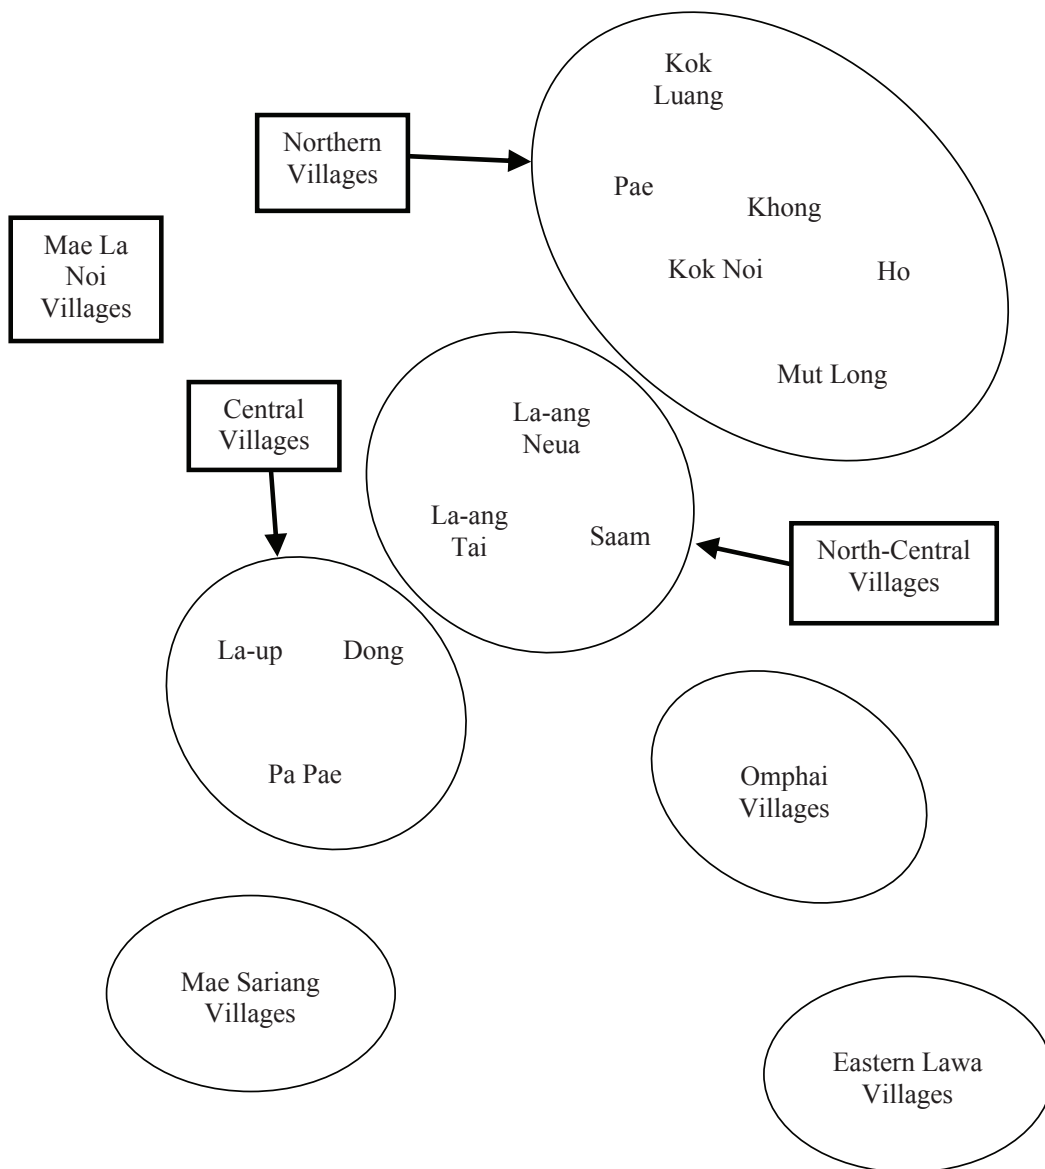 Kok
Luang
Northern
Villages
Pae
Khong
Mae La
Noi
Villages
Kok Noi
Ho
Mut Long
Central
Villages
La-ang
Neua
La-ang
Tai
Saam
North-Central
Villages
La-up
Dong
Pa Pae
Omphai
Villages
Mae Sariang
Villages
Eastern Lawa
Villages